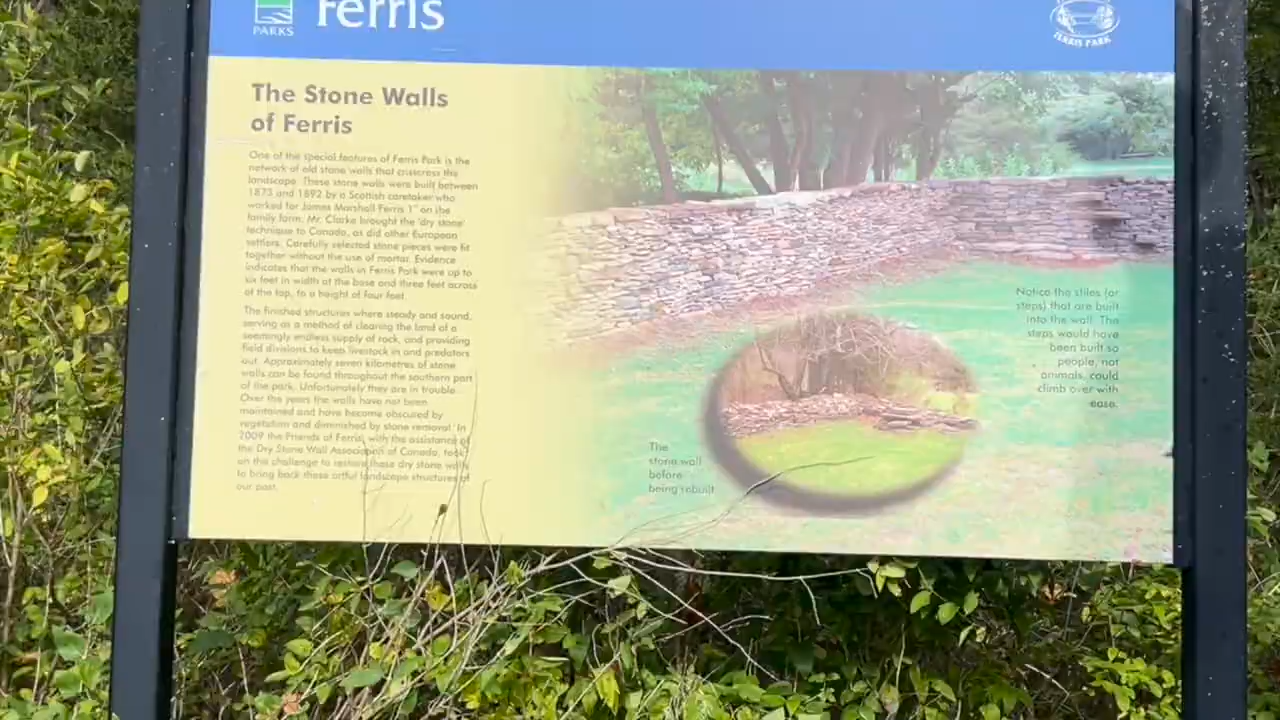 PARKS
Ferris
FERRIS PARK
The Stone Walls
of Ferris
One of the special features of Ferris Park is the
network of old stone walls that crisscross the
landscape. These stone walls were built between
1873 and 1892 by a Scottish caretaker who
worked for James Marshall Ferris 1st on the
family farm. Mr. Clarke brought the 'dry stone'
technique to Canada, as did other European
settlers. Carefully selected stone pieces were fit
together without the use of mortar. Evidence
indicates that the walls in Ferris Park were up to
six feet in width at the base and three feet across
at the top, to a height of four feet.
The finished structures where steady and sound,
serving as a method of clearing the land of a
seemingly endless supply of rock, and providing
field divisions to keep livestock in and predators
out. Approximately seven kilometres of stone
walls can be found throughout the southern part
of the park. Unfortunately they are in trouble.
Over the years the walls have not been
maintained and have become obscured by
vegetation and diminished by stone removal. In
2009 the Friends of Ferris, with the assistance of
the Dry Stone Wall Association of Canada, took
on the challenge to restore these dry stone walls
to bring back these artful landscape structures of
our past.
Notice the stiles (or
steps) that are built
into the wall. The
steps would have
been built so
people, not
animals, could
climb over with
ease.
The
stone wall
before
being rebuilt